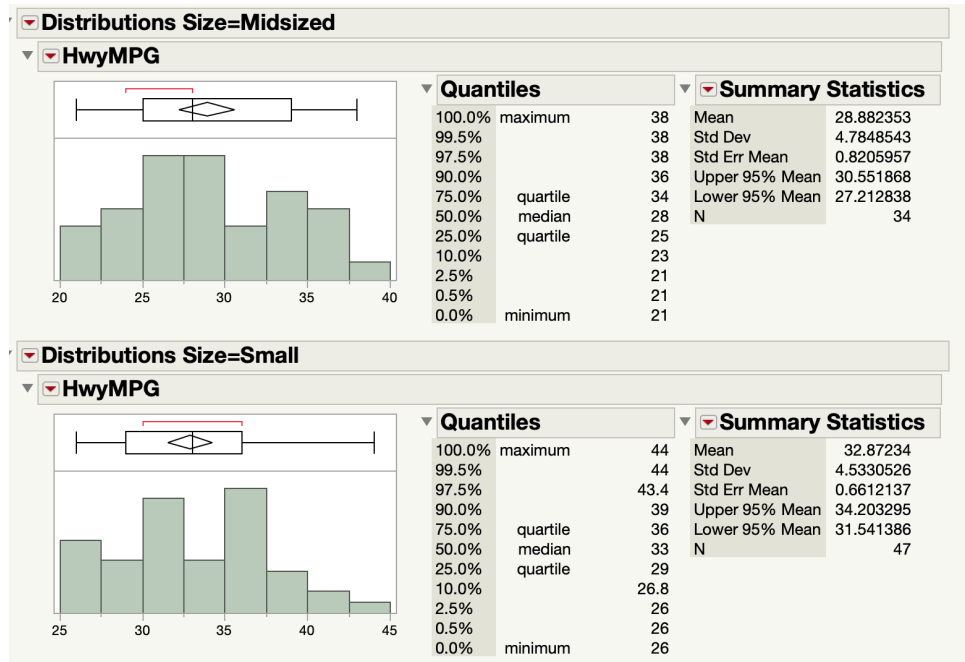 Distributions Size=Midsized
HwyMPG
20 25 30 35 40
Quantiles
100.0% maximum 38
99.5% 38
97.5% 38
90.0% 36
75.0% quartile 34
50.0% median 28
25.0% quartile 25
10.0% 23
2.5% 21
0.5% 21
0.0% minimum 21
Summary Statistics
Mean 28.882353
Std Dev 4.7848543
Std Err Mean 0.8205957
Upper 95% Mean 30.551868
Lower 95% Mean 27.212838
N 34
Distributions Size=Small
HwyMPG
25 30 35 40 45
Quantiles
100.0% maximum 44
99.5% 44
97.5% 43.4
90.0% 39
75.0% quartile 36
50.0% median 33
25.0% quartile 29
10.0% 26.8
2.5% 26
0.5% 26
0.0% minimum 26
Summary Statistics
Mean 32.87234
Std Dev 4.5330526
Std Err Mean 0.6612137
Upper 95% Mean 34.203295
Lower 95% Mean 31.541386
N 47